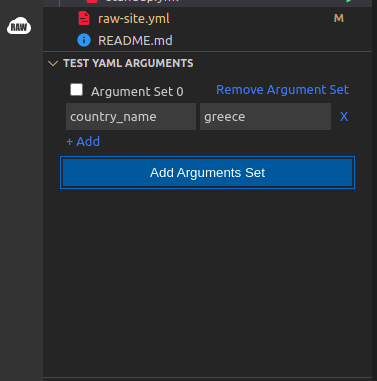 raw-site.yml M
RAW
README.md
TEST YAML ARGUMENTS
Argument Set 0 Remove Argument Set
country_name greece X
+ Add
Add Arguments Set